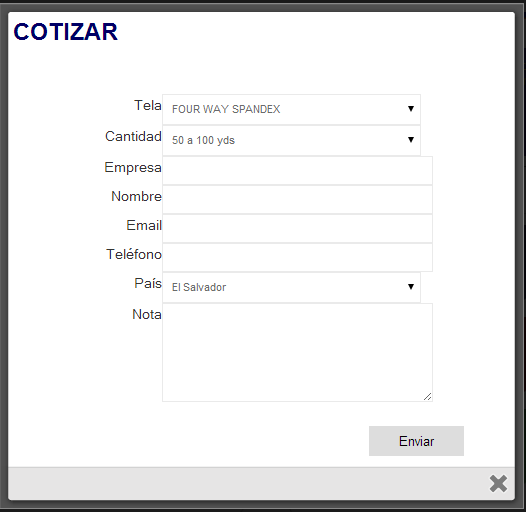 COTIZAR
Tela FOUR WAY SPANDEX
Cantidad 50 a 100 yds
Empresa
Nombre
Email
Teléfono
País El Salvador
Nota
Enviar